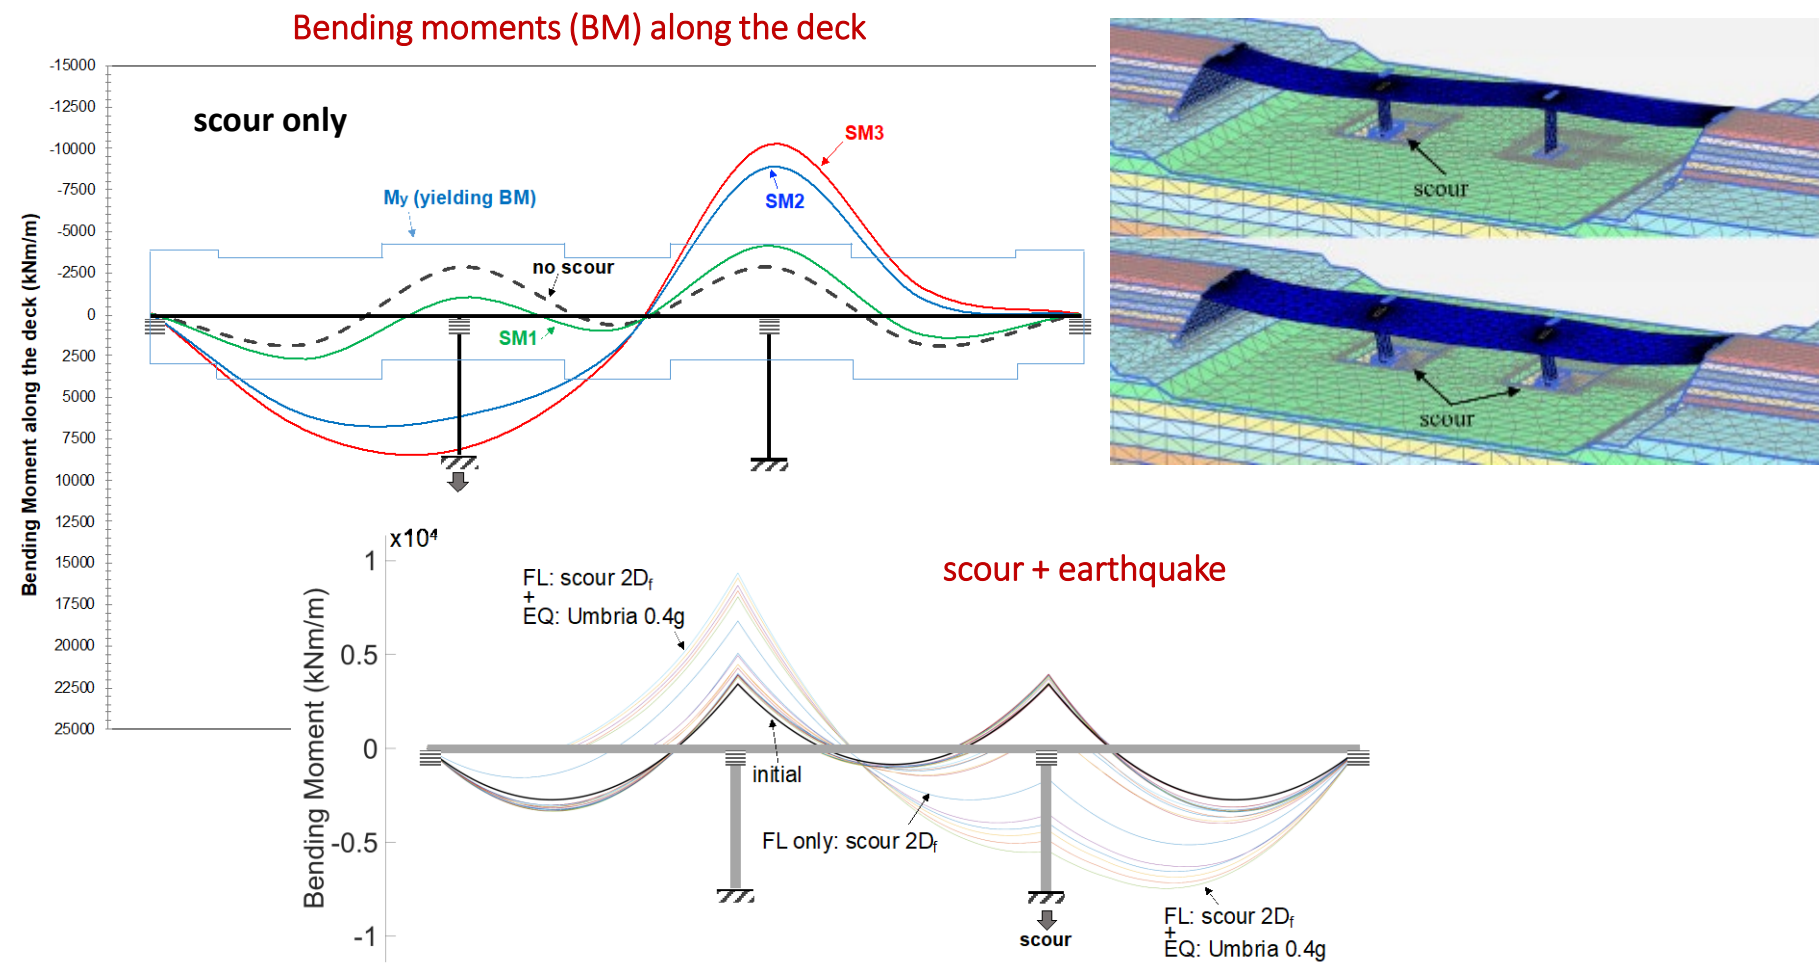 Bending moments (BM) along the deck
-15000
-12500
-10000
-7500
-5000
-2500
0
2500
5000
7500
10000
12500
15000
17500
20000
22500
25000
Bending Moment along the deck (kNm/m)
scour only
My (yielding BM)
no scour
SM1
SM2
SM3
scour
scour
scour + earthquake
x10⁴
1
0.5
0
-0.5
-1
Bending Moment (kNm/m)
FL: scour 2Df
+
EQ: Umbria 0.4g
initial
FL only: scour 2Df
scour
FL: scour 2Df
+
EQ: Umbria 0.4g